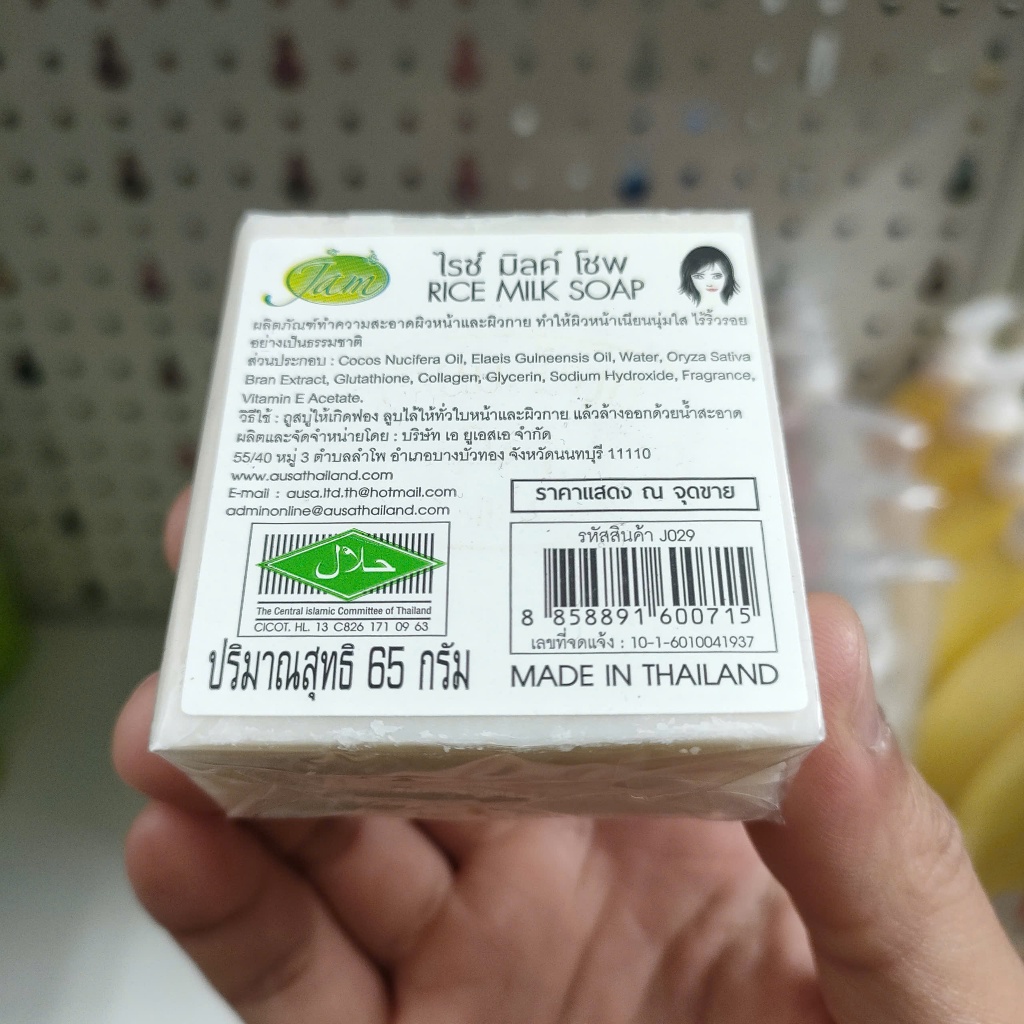 Jam
ไรซ์ มิลค์ โซพ
RICE MILK SOAP
ผลิตภัณฑ์ทำความสะอาดผิวหน้าและผิวกาย ทำให้ผิวหน้าเนียนนุ่มใส ไร้ริ้วรอย
อย่างเป็นธรรมชาติ
ส่วนประกอบ : Cocos Nucifera Oil, Elaeis Gulneensis Oil, Water, Oryza Sativa
Bran Extract, Glutathione, Collagen, Glycerin, Sodium Hydroxide, Fragrance,
Vitamin E Acetate.
วิธีใช้ : ถูสบู่ให้เกิดฟอง ลูบไล้ให้ทั่วใบหน้าและผิวกาย แล้วล้างออกด้วยน้ำสะอาด
ผลิตและจัดจำหน่ายโดย : บริษัท เอ ยูเอสเอ จำกัด
55/40 หมู่ 3 ตำบลลำโพ อำเภอบางบัวทอง จังหวัดนนทบุรี 11110
www.ausathailand.com
E-mail : ausa.ltd.th@hotmail.com
adminonline@ausathailand.com
ราคาแสดง ณ จุดขาย
حلال
The Central Islamic Committee of Thailand
CICOT. HL. 13 C826 171 09 63
รหัสสินค้า J029
8 858891 600715
เลขที่จดแจ้ง : 10-1-6010041937
ปริมาณสุทธิ 65 กรัม
MADE IN THAILAND